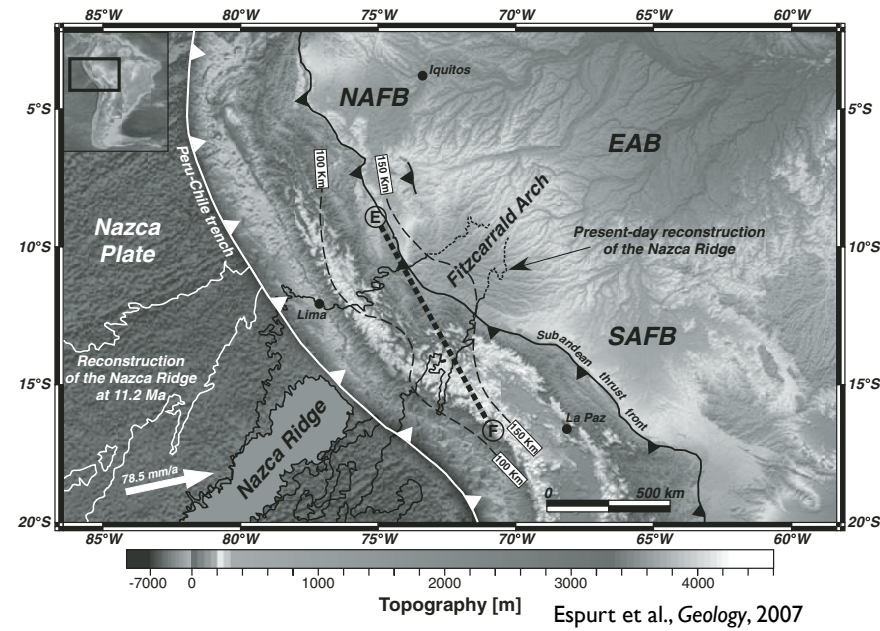 85°W 80°W 75°W 70°W 65°W 60°W
5°S
10°S
15°S
20°S
Iquitos
NAFB
EAB
100 Km
150 Km
Peru-Chile trench
E
Fitzcarrald Arch
Nazca
Plate
Present-day reconstruction
of the Nazca Ridge
Lima
SAFB
Subandean thrust front
Reconstruction
of the Nazca Ridge
at 11.2 Ma
La Paz
F
150 Km
100 Km
Nazca Ridge
78.5 mm/a
0 500 km
5°S
10°S
15°S
20°S
85°W 80°W 75°W 70°W 65°W 60°W
-7000 0 1000 2000 3000 4000
Topography [m]
Espurt et al., Geology, 2007